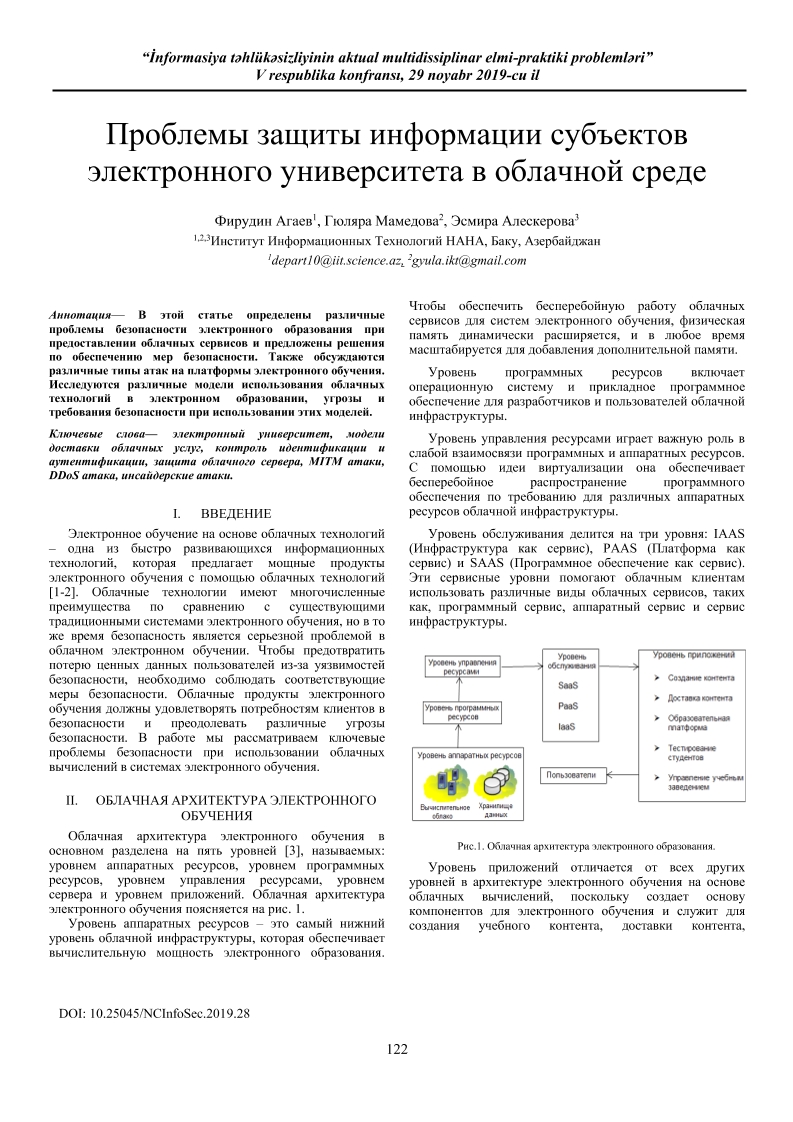 “İnformasiya təhlükəsizliyinin aktual multidissiplinar elmi-praktiki problemləri”
V respublika konfransı, 29 noyabr 2019-cu il
Проблемы защиты информации субъектов
электронного университета в облачной среде
Фирудин Агаев1, Гюляра Мамедова2, Эсмира Алескерова3
1,2,3Институт Информационных Технологий НАНА, Баку, Азербайджан
1depart10@iit.science.az, 2gyula.ikt@gmail.com
Аннотация— В этой статье определены различные
проблемы безопасности электронного образования при
предоставлении облачных сервисов и предложены решения
по обеспечению мер безопасности. Также обсуждаются
различные типы атак на платформы электронного обучения.
Исследуются различные модели использования облачных
технологий в электронном образовании, угрозы и
требования безопасности при использовании этих моделей.
Ключевые слова— электронный университет, модели
доставки облачных услуг, контроль идентификации и
аутентификации, защита облачного сервера, MITM атаки,
DDoS атака, инсайдерские атаки.
I. ВВЕДЕНИЕ
Электронное обучение на основе облачных технологий
– одна из быстро развивающихся информационных
технологий, которая предлагает мощные продукты
электронного обучения с помощью облачных технологий
[1-2]. Облачные технологии имеют многочисленные
преимущества по сравнению с существующими
традиционными системами электронного обучения, но в то
же время безопасность является серьезной проблемой в
облачном электронном обучении. Чтобы предотвратить
потерю ценных данных пользователей из-за уязвимостей
безопасности, необходимо соблюдать соответствующие
меры безопасности. Облачные продукты электронного
обучения должны удовлетворять потребностям клиентов в
безопасности и преодолевать различные угрозы
безопасности. В работе мы рассматриваем ключевые
проблемы безопасности при использовании облачных
вычислений в системах электронного обучения.
II. ОБЛАЧНАЯ АРХИТЕКТУРА ЭЛЕКТРОННОГО
ОБУЧЕНИЯ
Облачная архитектура электронного обучения в
основном разделена на пять уровней [3], называемых:
уровнем аппаратных ресурсов, уровнем программных
ресурсов, уровнем управления ресурсами, уровнем
сервера и уровнем приложений. Облачная архитектура
электронного обучения поясняется на рис. 1.
Уровень аппаратных ресурсов – это самый нижний
уровень облачной инфраструктуры, которая обеспечивает
вычислительную мощность электронного образования.
Чтобы обеспечить бесперебойную работу облачных
сервисов для систем электронного обучения, физическая
память динамически расширяется, и в любое время
масштабируется для добавления дополнительной памяти.
Уровень программных ресурсов включает
операционную систему и прикладное программное
обеспечение для разработчиков и пользователей облачной
инфраструктуры.
Уровень управления ресурсами играет важную роль в
слабой взаимосвязи программных и аппаратных ресурсов.
С помощью идеи виртуализации она обеспечивает
бесперебойное распространение программного
обеспечения по требованию для различных аппаратных
ресурсов облачной инфраструктуры.
Уровень обслуживания делится на три уровня: IAAS
(Инфраструктура как сервис), PAAS (Платформа как
сервис) и SAAS (Программное обеспечение как сервис).
Эти сервисные уровни помогают облачным клиентам
использовать различные виды облачных сервисов, таких
как, программный сервис, аппаратный сервис и сервис
инфраструктуры.
Уровень управления
ресурсами
Уровень программных
ресурсов
Уровень аппаратных ресурсов
Вычислительное
облако
Хранилище
данных
Уровень
обслуживания
SaaS
PaaS
IaaS
Пользователи
Уровень приложений
➢ Создание контента
➢ Доставка контента
➢ Образовательная
платформа
➢ Тестирование
студентов
➢ Управление учебным
заведением
Рис.1. Облачная архитектура электронного образования.
Уровень приложений отличается от всех других
уровней в архитектуре электронного обучения на основе
облачных вычислений, поскольку создает основу
компонентов для электронного обучения и служит для
создания учебного контента, доставки контента,
DOI: 10.25045/NCInfoSec.2019.28
122